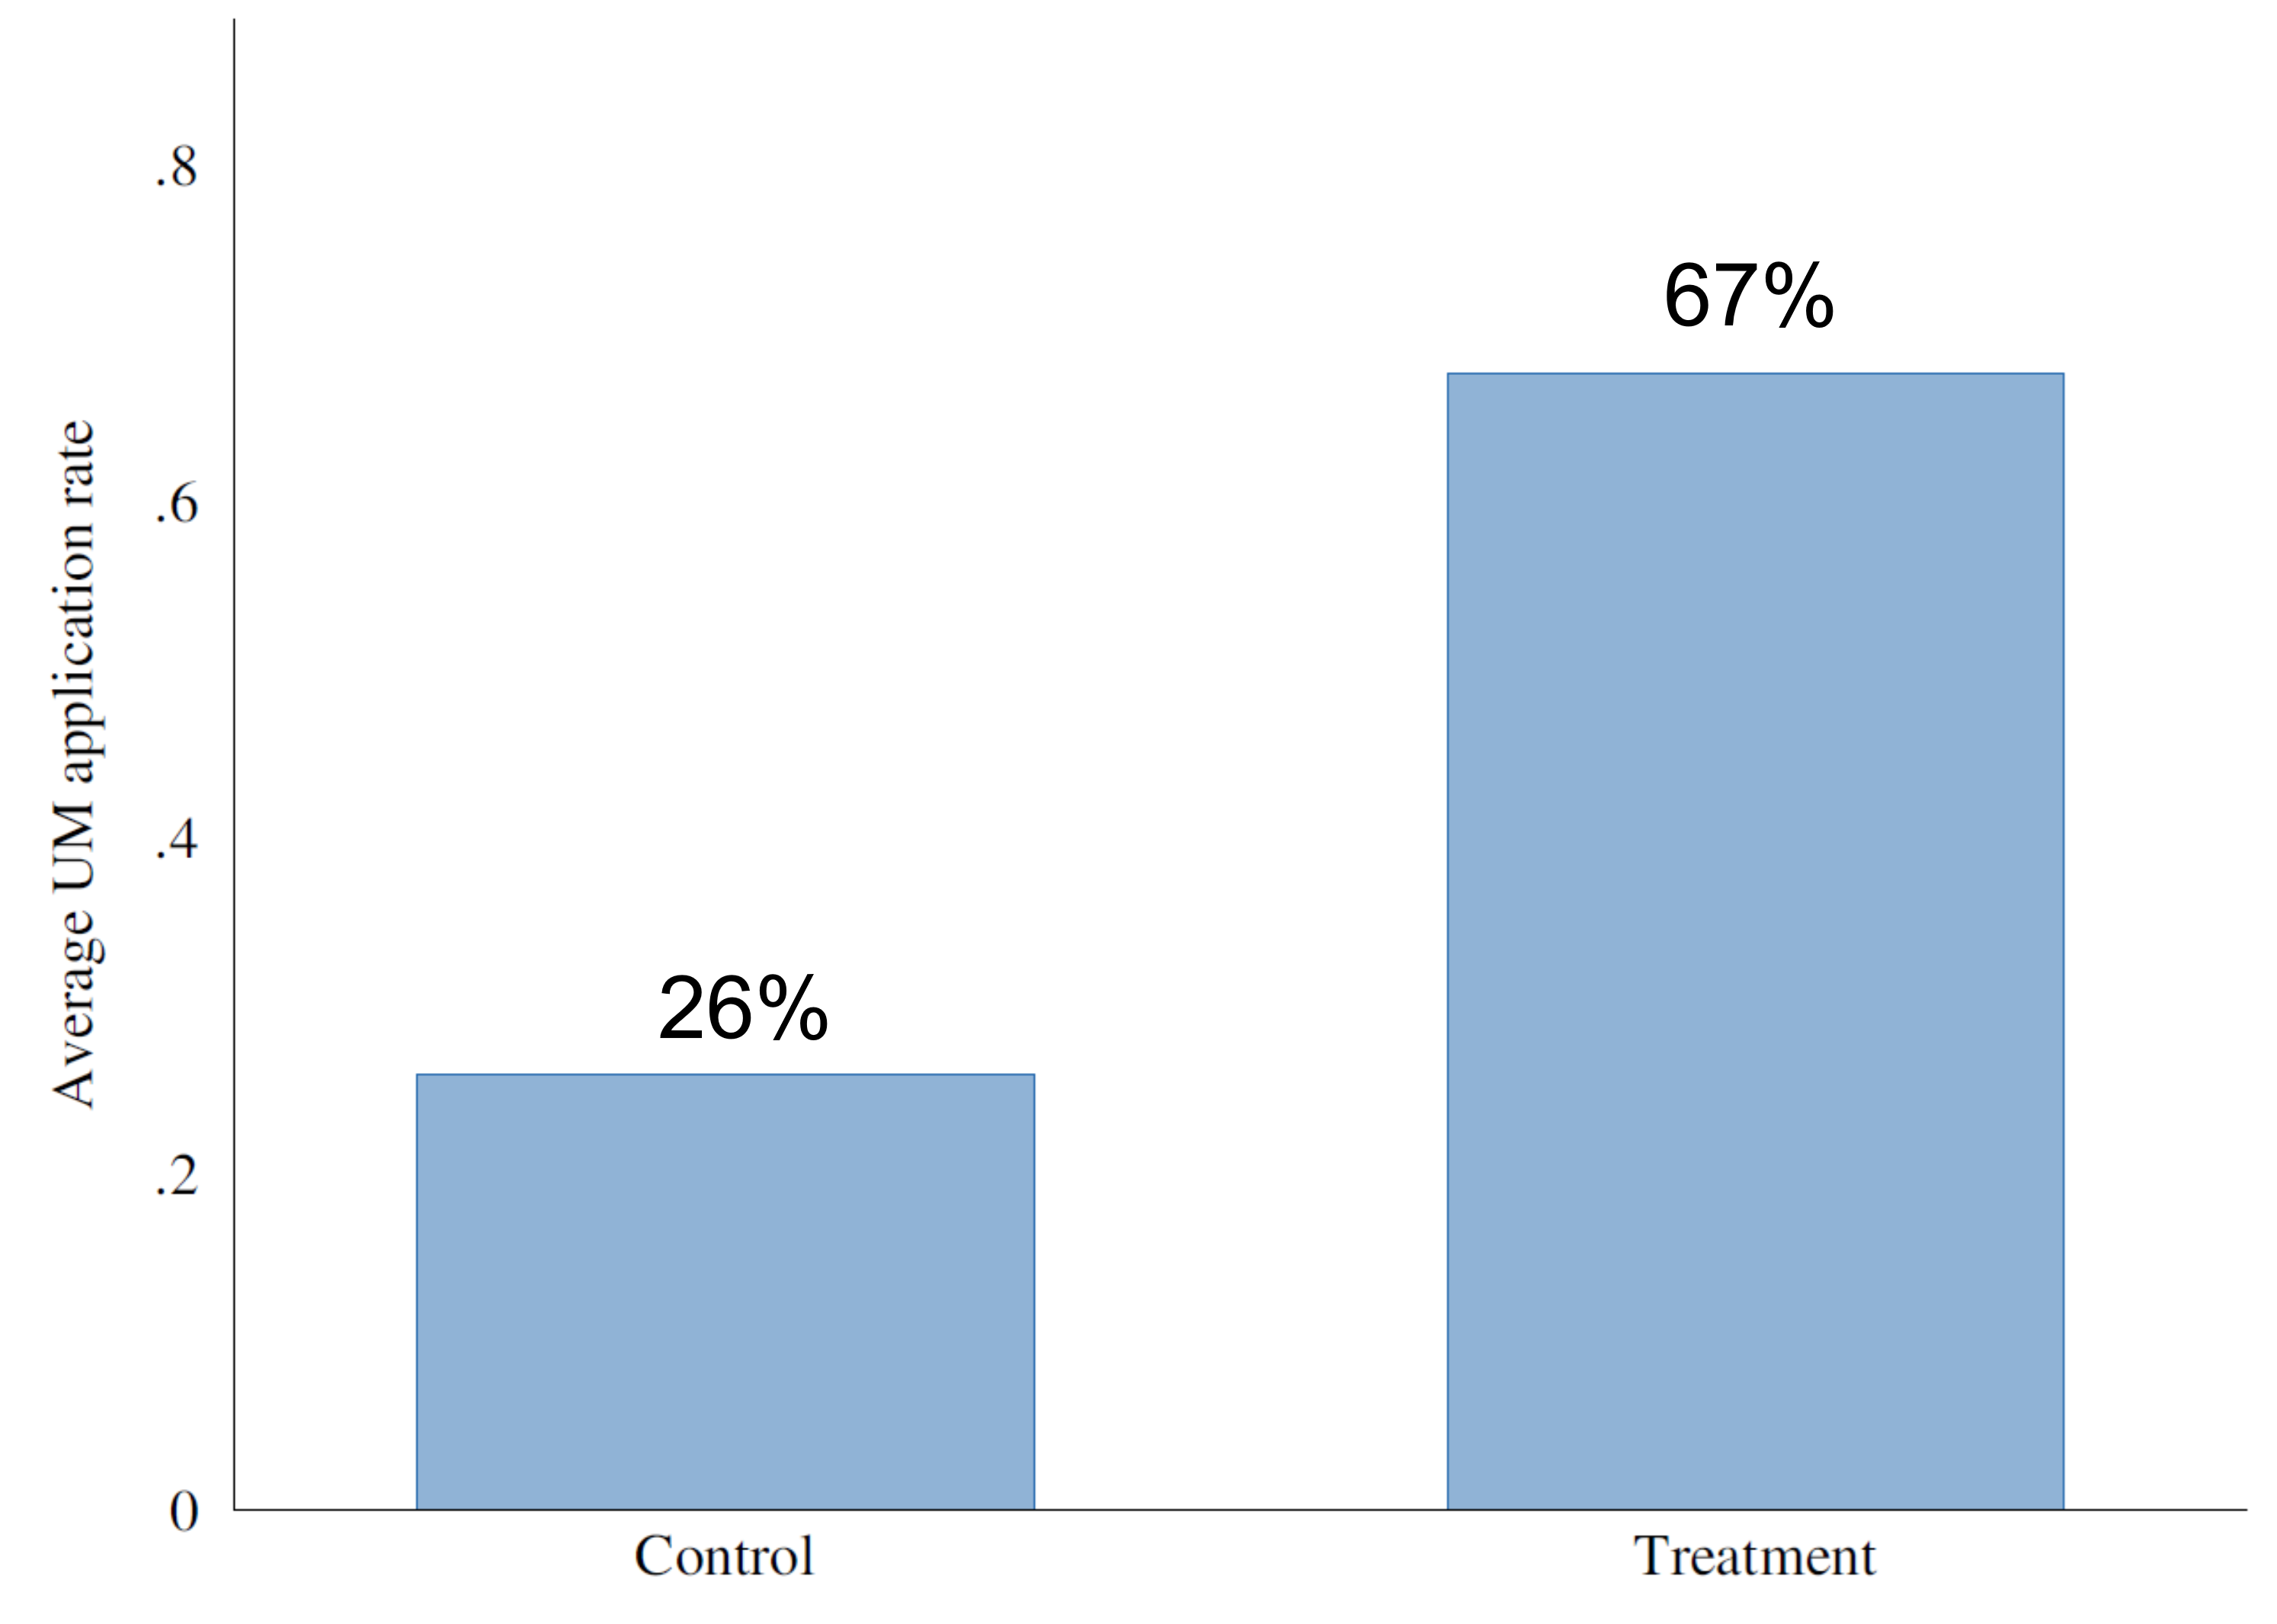 Average UM application rate
.8
.6
.4
.2
0
67%
26%
Control
Treatment